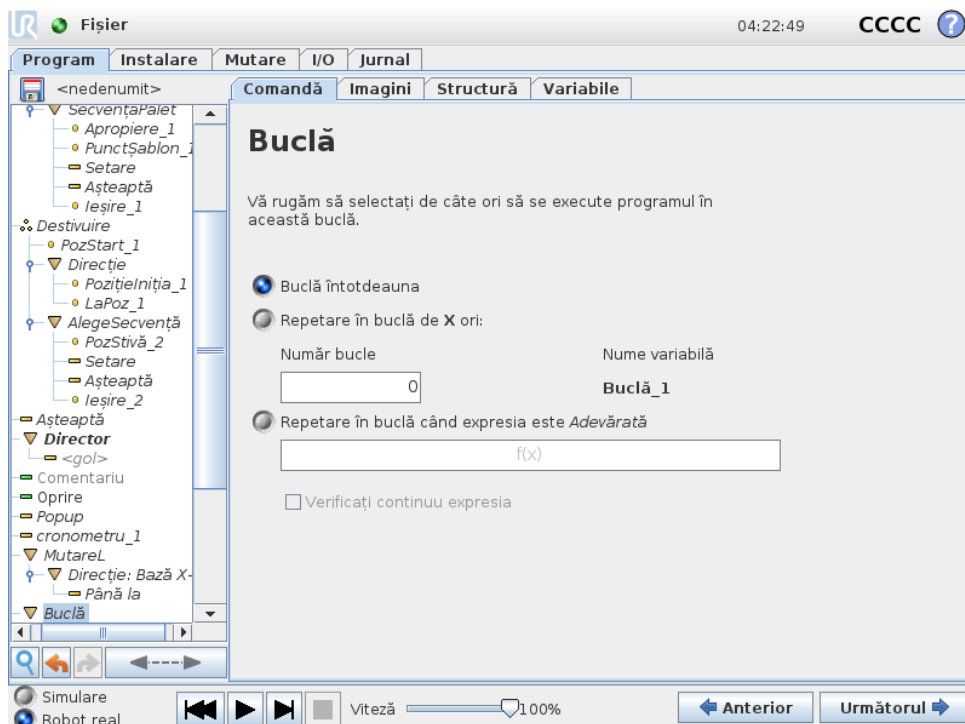 UR
Fișier
04:22:49
CCCC
?
Program
Instalare
Mutare
I/O
Jurnal
<nedenumit>
Comandă
Imagini
Structură
Variabile
SecvențaPalet
Apropiere_1
PunctȘablon_1
Setare
Așteaptă
Ieșire_1
Destivuire
PozStart_1
Direcție
PozițieIniția_1
LaPoz_1
AlegeSecvență
PozStivă_2
Setare
Așteaptă
Ieșire_2
Așteaptă
Director
<gol>
Comentariu
Oprire
Popup
cronometru_1
MutareL
Direcție: Bază X-
Până la
Buclă
Buclă
Vă rugăm să selectați de câte ori să se execute programul în
această buclă.
Buclă întotdeauna
Repetare în buclă de X ori:
Număr bucle
Nume variabilă
0
Buclă_1
Repetare în buclă când expresia este Adevărată
f(x)
Verificați continuu expresia
Simulare
Robot real
Viteză
100%
Anterior
Următorul